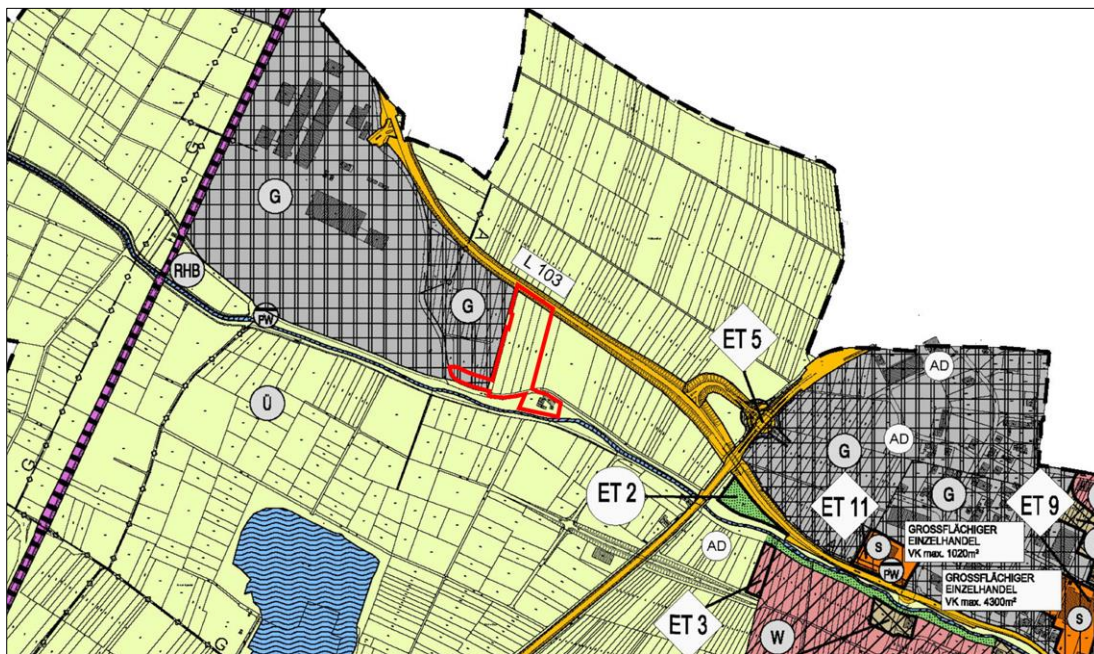 G
G
A
L 103
G
RHB
PW
ET 5
AD
Ü
AD
G
ET 2
ET 11
G
ET 9
S
GROSSFLÄCHIGER
EINZELHANDEL
VK max. 1020m²
AD
PW
GROSSFLÄCHIGER
EINZELHANDEL
VK max. 4300m²
G
G
ET 3
W
S
G